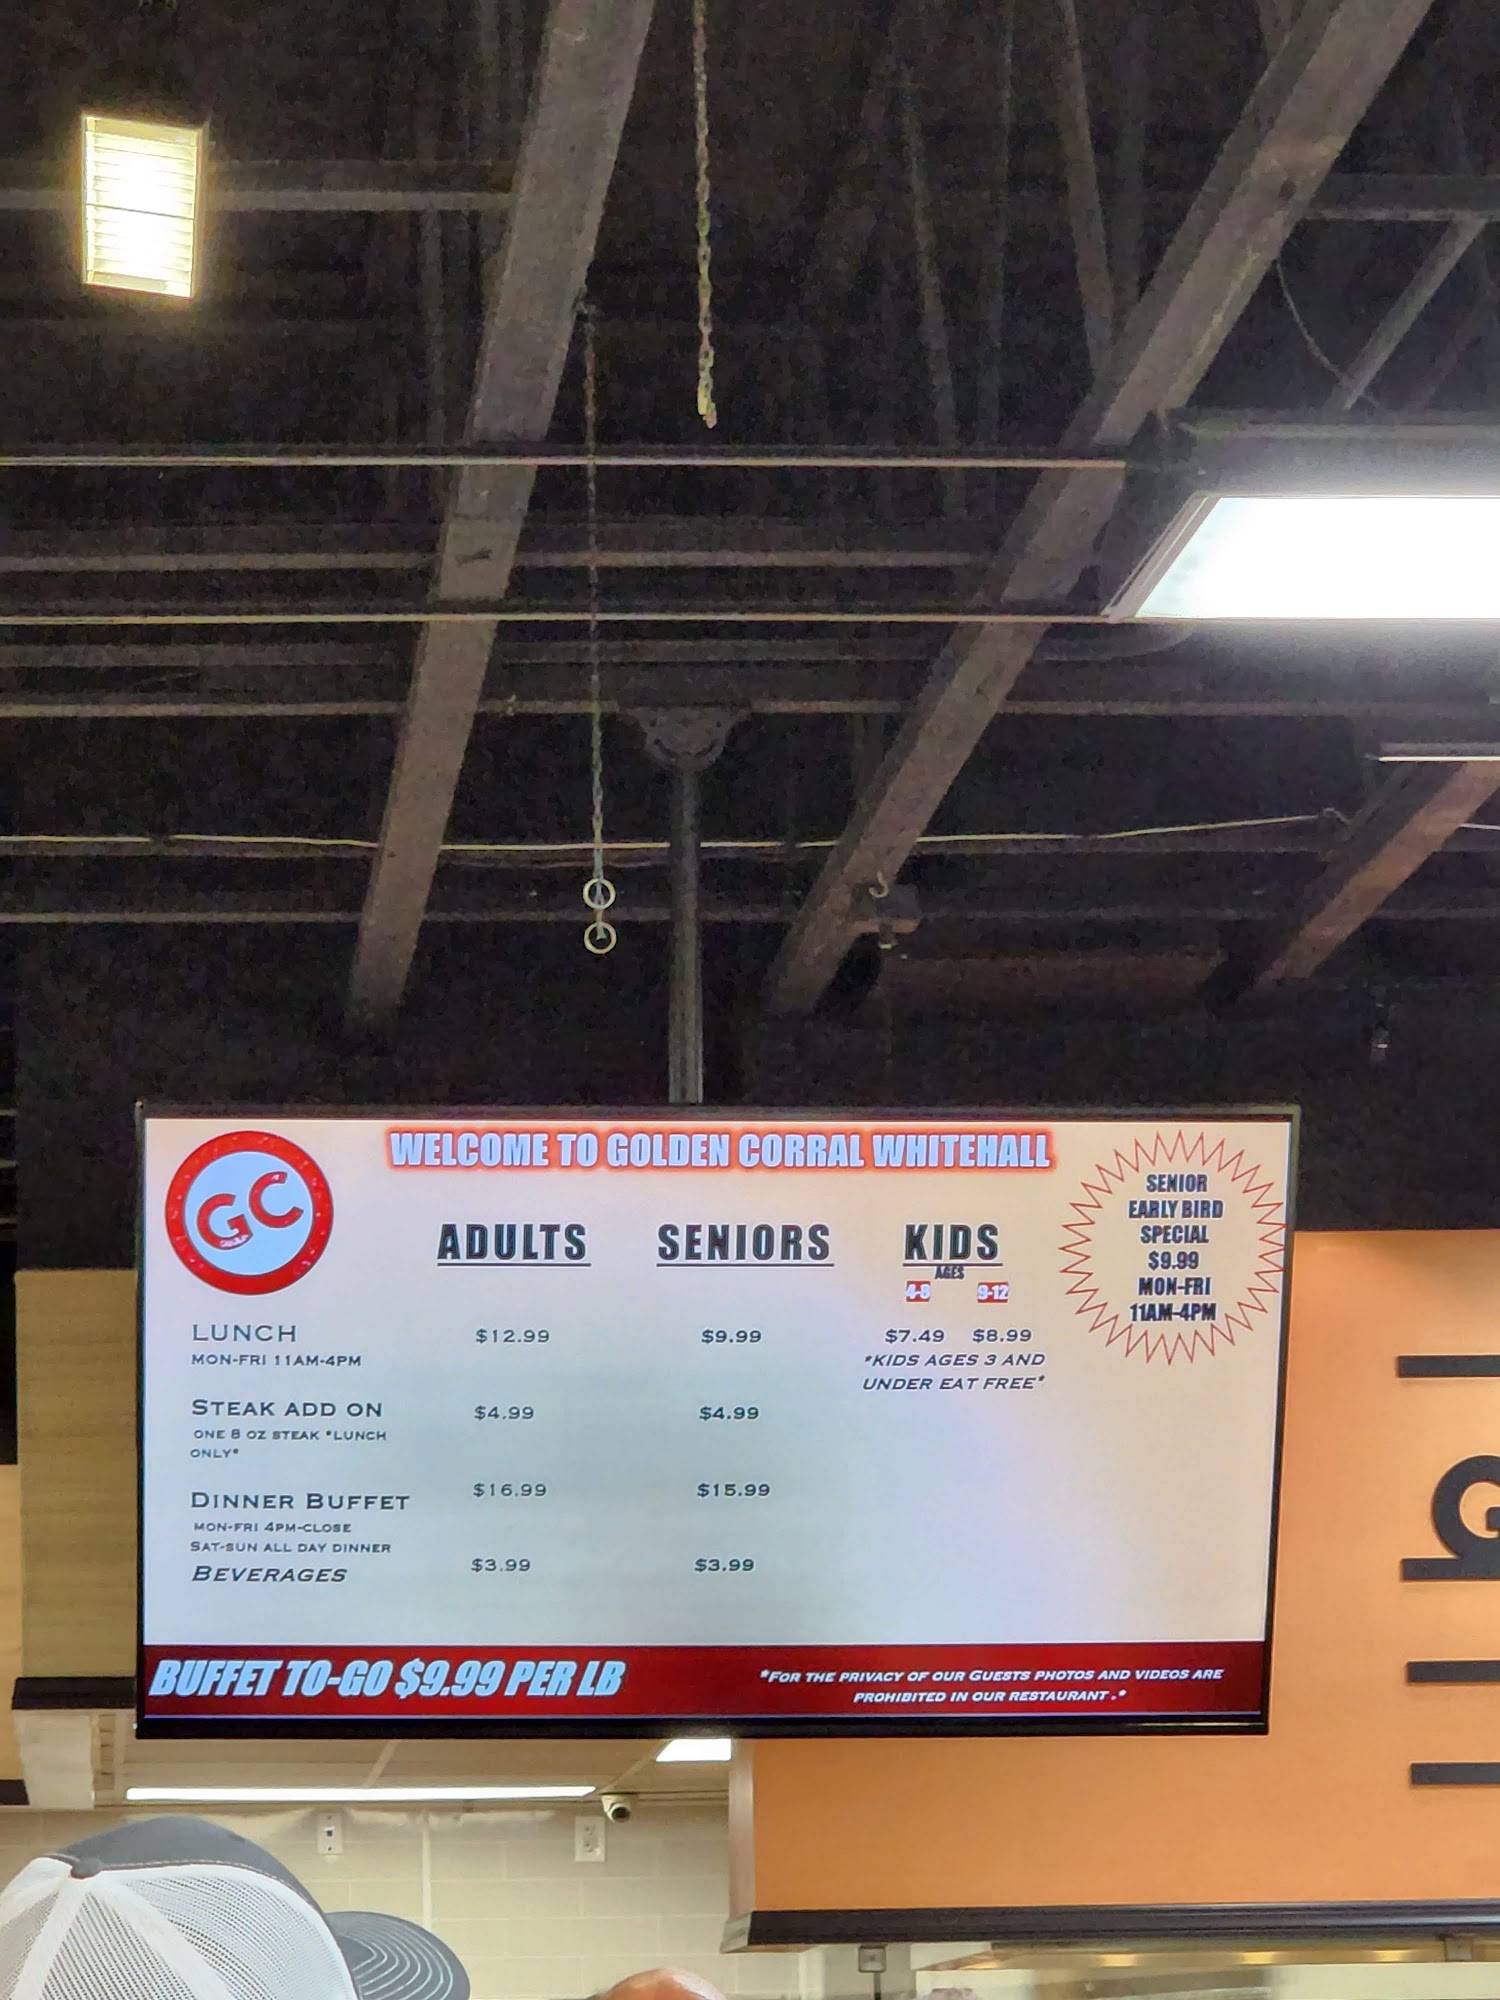 GC
WELCOME TO GOLDEN CORRAL WHITEHALL
SENIOR
EARLY BIRD
SPECIAL
$9.99
MON-FRI
11AM-4PM
ADULTS SENIORS KIDS
AGES
4-8 9-12
LUNCH $12.99 $9.99 $7.49 $8.99
MON-FRI 11AM-4PM *KIDS AGES 3 AND
UNDER EAT FREE*
STEAK ADD ON $4.99 $4.99
ONE 8 OZ STEAK *LUNCH
ONLY*
DINNER BUFFET $16.99 $15.99
MON-FRI 4PM-CLOSE
SAT-SUN ALL DAY DINNER
BEVERAGES $3.99 $3.99
BUFFET TO-GO $9.99 PER LB
*FOR THE PRIVACY OF OUR GUESTS PHOTOS AND VIDEOS ARE
PROHIBITED IN OUR RESTAURANT.*